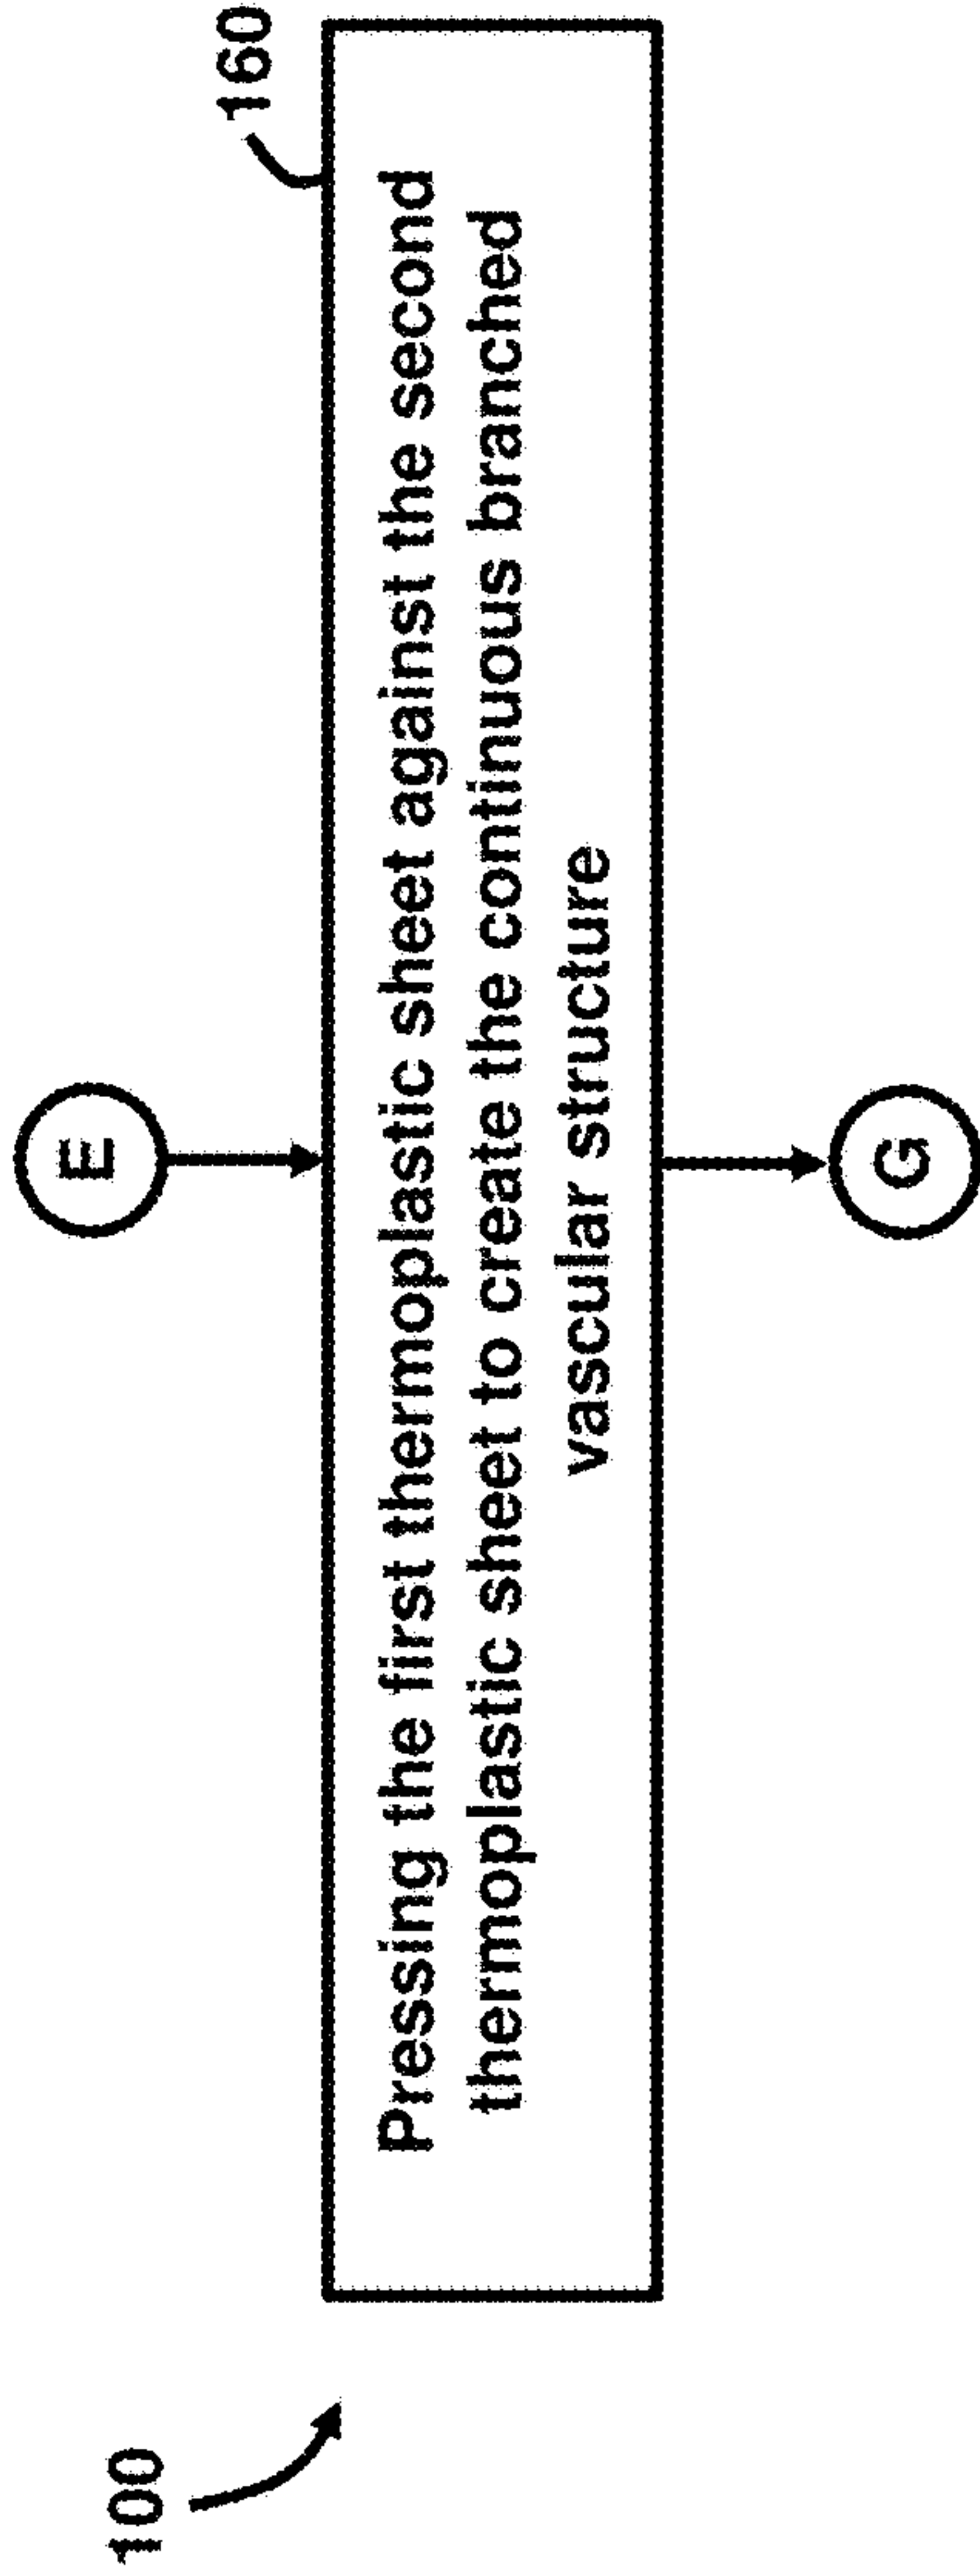 100
E
160
Pressing the first thermoplastic sheet against the second
thermoplastic sheet to create the continuous branched
vascular structure
G